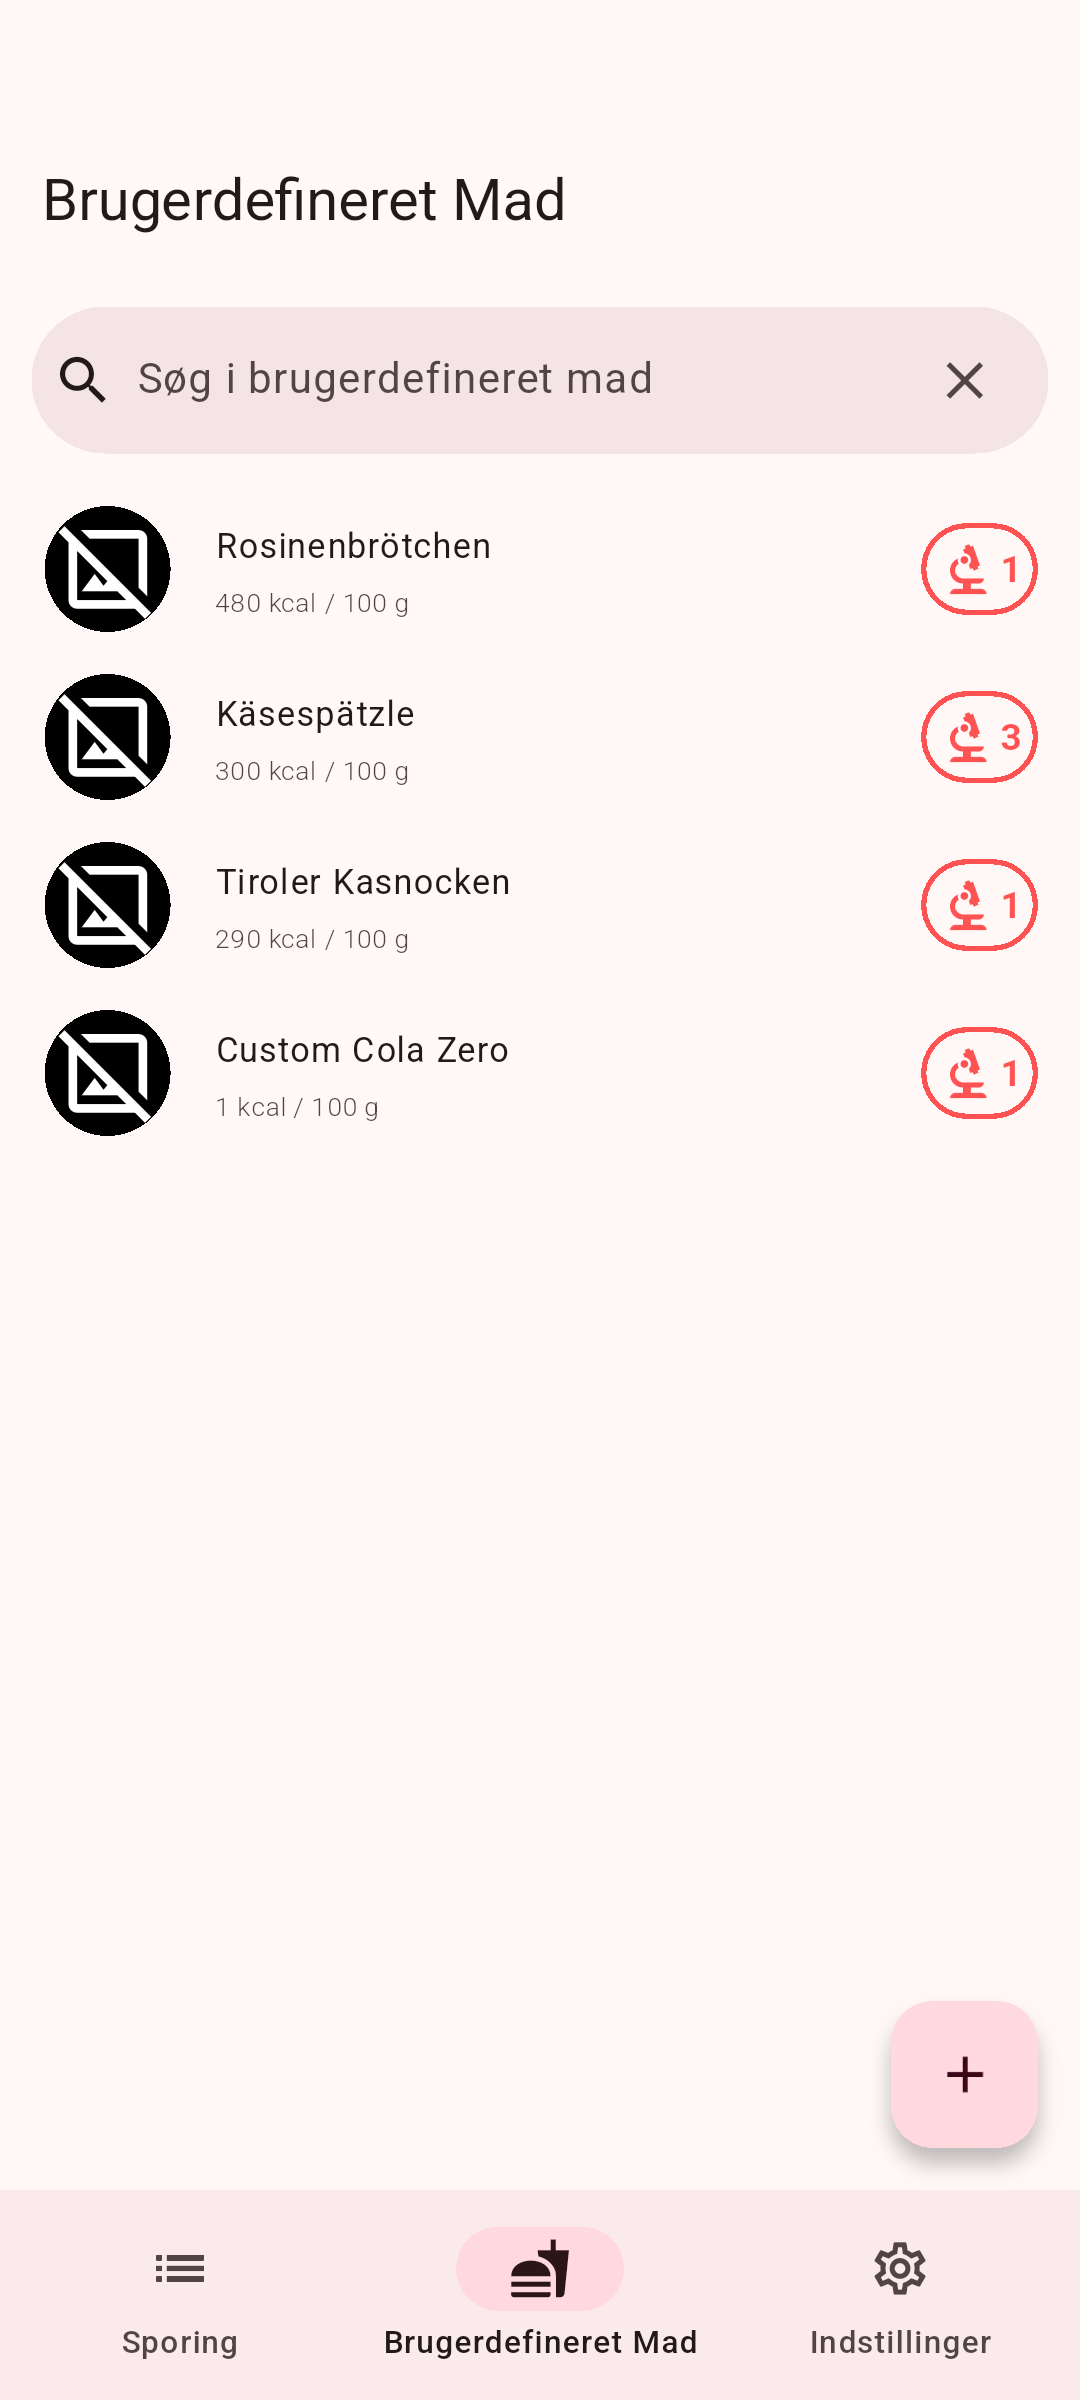 Brugerdefineret Mad
Søg i brugerdefineret mad
Rosinenbrötchen
480 kcal / 100 g
1
Käsespätzle
300 kcal / 100 g
3
Tiroler Kasnocken
290 kcal / 100 g
1
Custom Cola Zero
1 kcal / 100 g
1
Sporing
Brugerdefineret Mad
Indstillinger